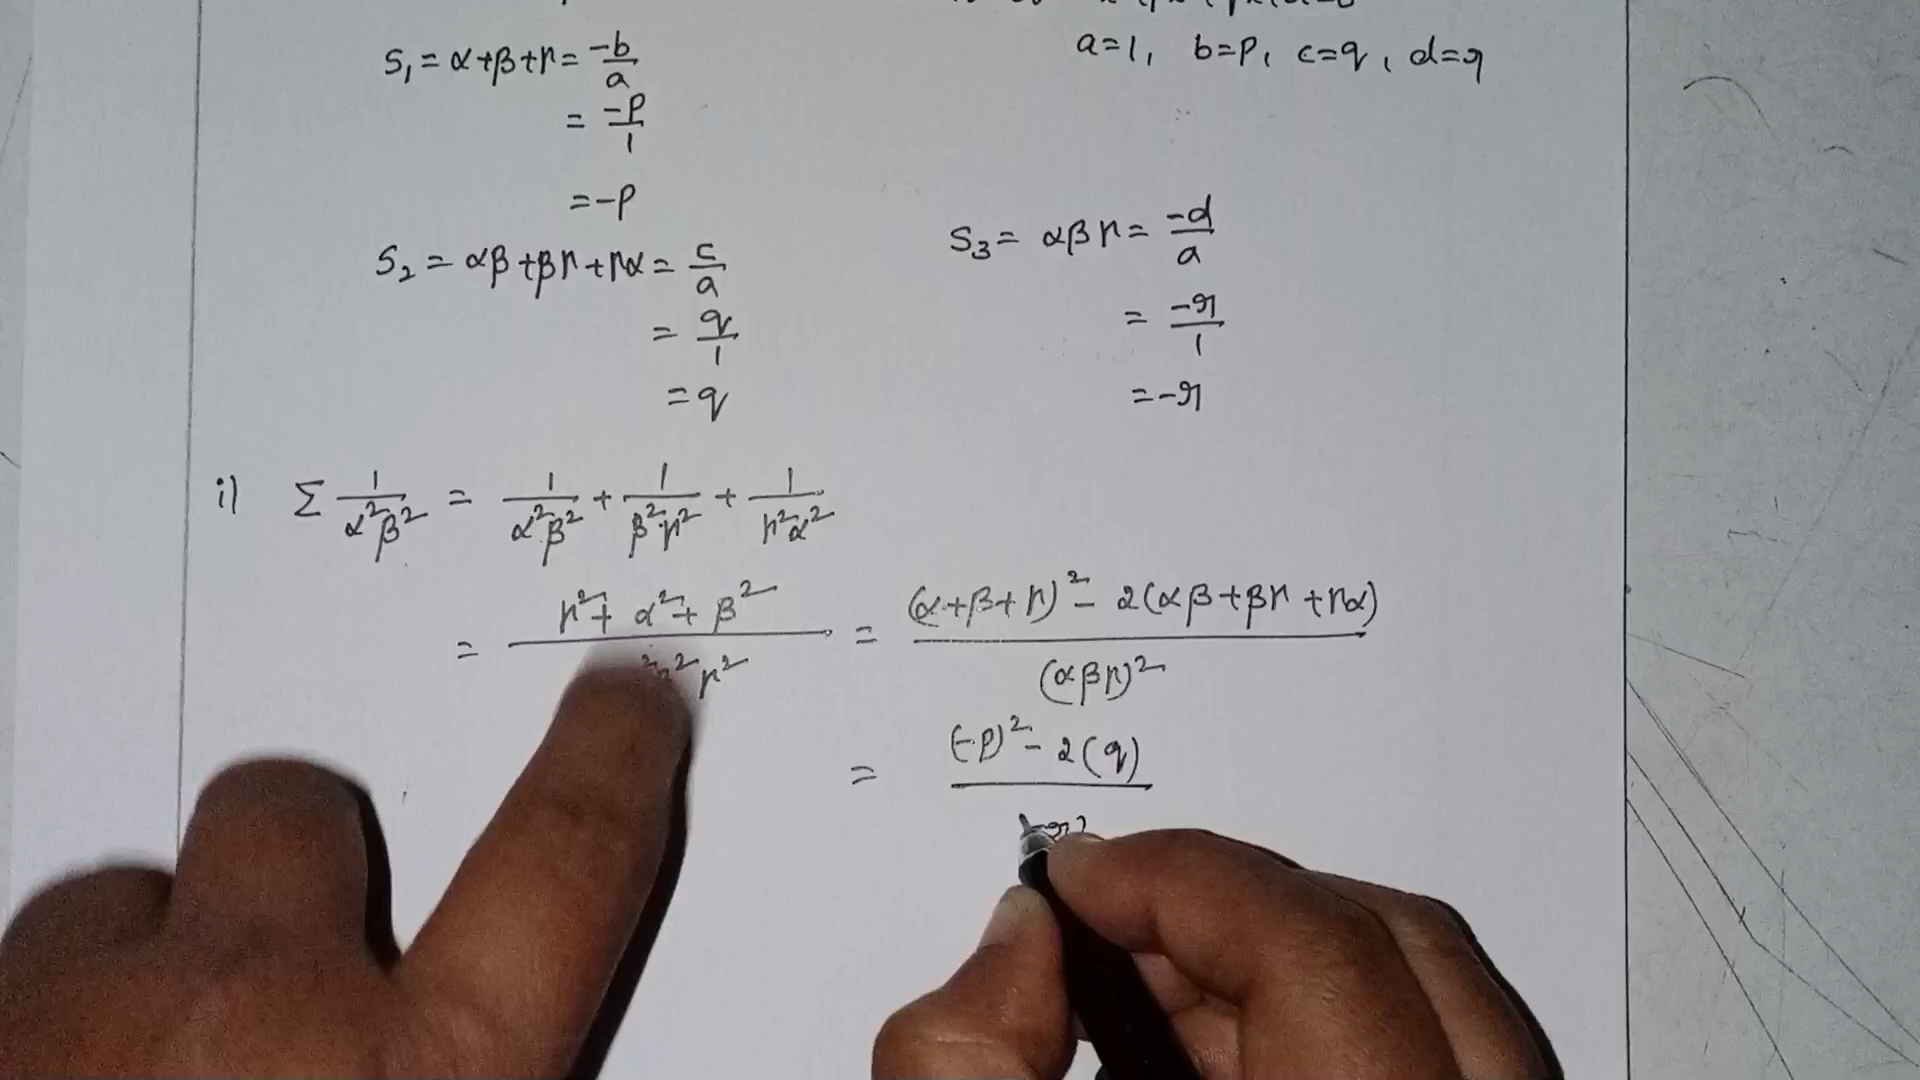 a=1, b=p, c=q, d=r
S₁ = α+β+γ = -b/a
= -p/1
= -p
S₂ = αβ+βγ+γα = c/a
= q/1
= q
S₃ = αβγ = -d/a
= -r/1
= -r
i) Σ 1/α²β² = 1/α²β² + 1/β²γ² + 1/γ²α²
= γ²+α²+β² / ²β²γ² = (α+β+γ)² - 2(αβ+βγ+γα) / (αβγ)²
= (-p)² - 2(q) /